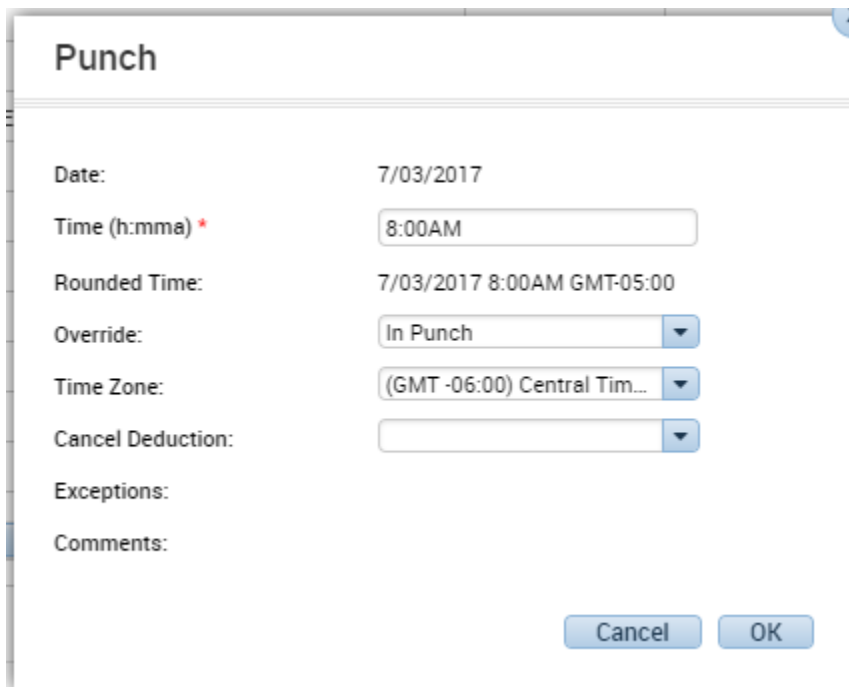 Punch
Date: 7/03/2017
Time (h:mma) * 8:00AM
Rounded Time: 7/03/2017 8:00AM GMT-05:00
Override: In Punch
Time Zone: (GMT -06:00) Central Tim...
Cancel Deduction:
Exceptions:
Comments:
Cancel OK